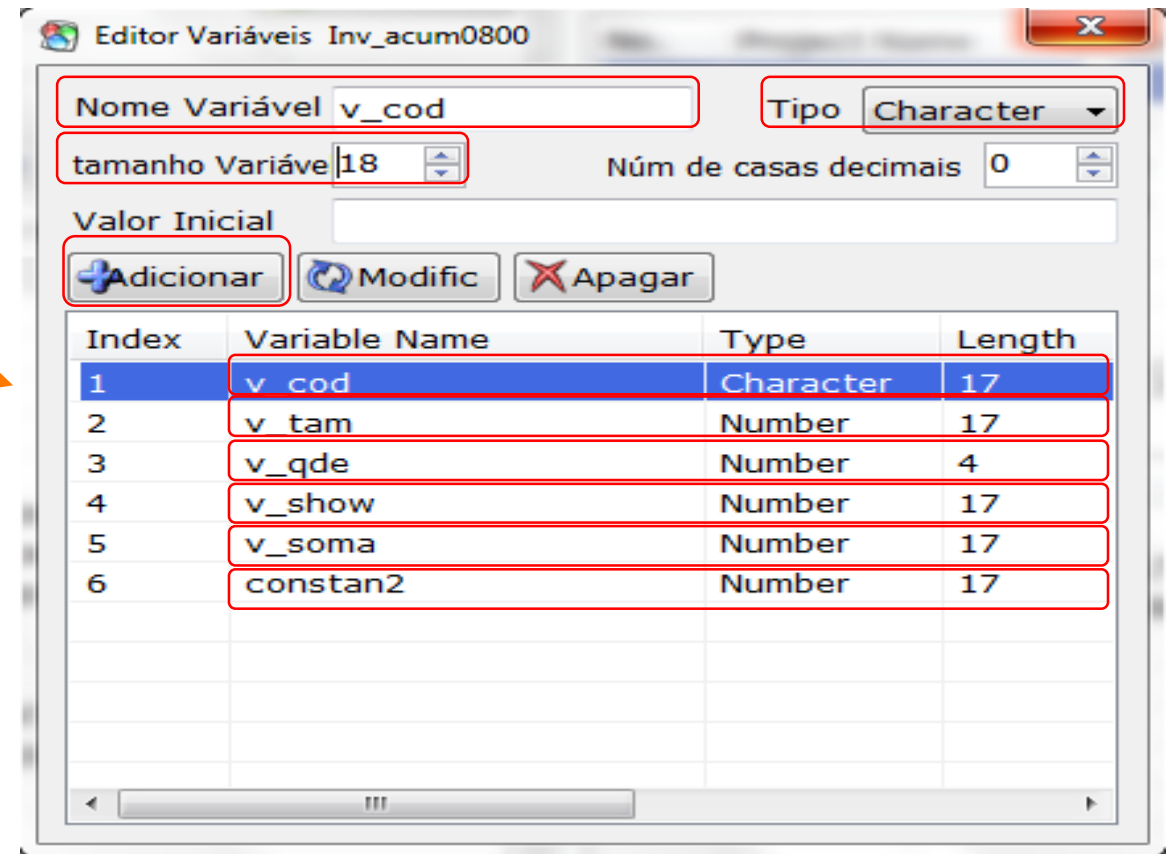 Editor Variáveis Inv_acum0800
Nome Variável v_cod Tipo Character
tamanho Variáve 18 Núm de casas decimais 0
Valor Inicial
Adicionar Modific Apagar
Index Variable Name Type Length
1 v_cod Character 17
2 v_tam Number 17
3 v_qde Number 4
4 v_show Number 17
5 v_soma Number 17
6 constan2 Number 17